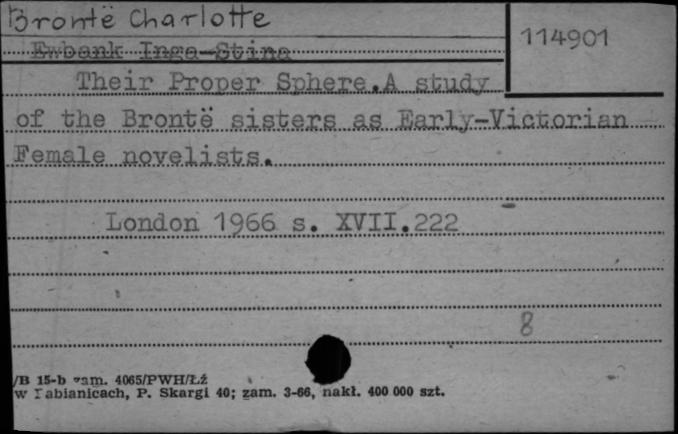 Brontë Charlotte
114901
Ewbank Inga-Stina
Their Proper Sphere.A study
of the Brontë sisters as Early-Victorian
Female novelists.
London 1966 s. XVII.222
8
/B 15-b zam. 4065/PWH/Łź
w Pabianicach, P. Skargi 40; zam. 3-66, nakł. 400 000 szt.